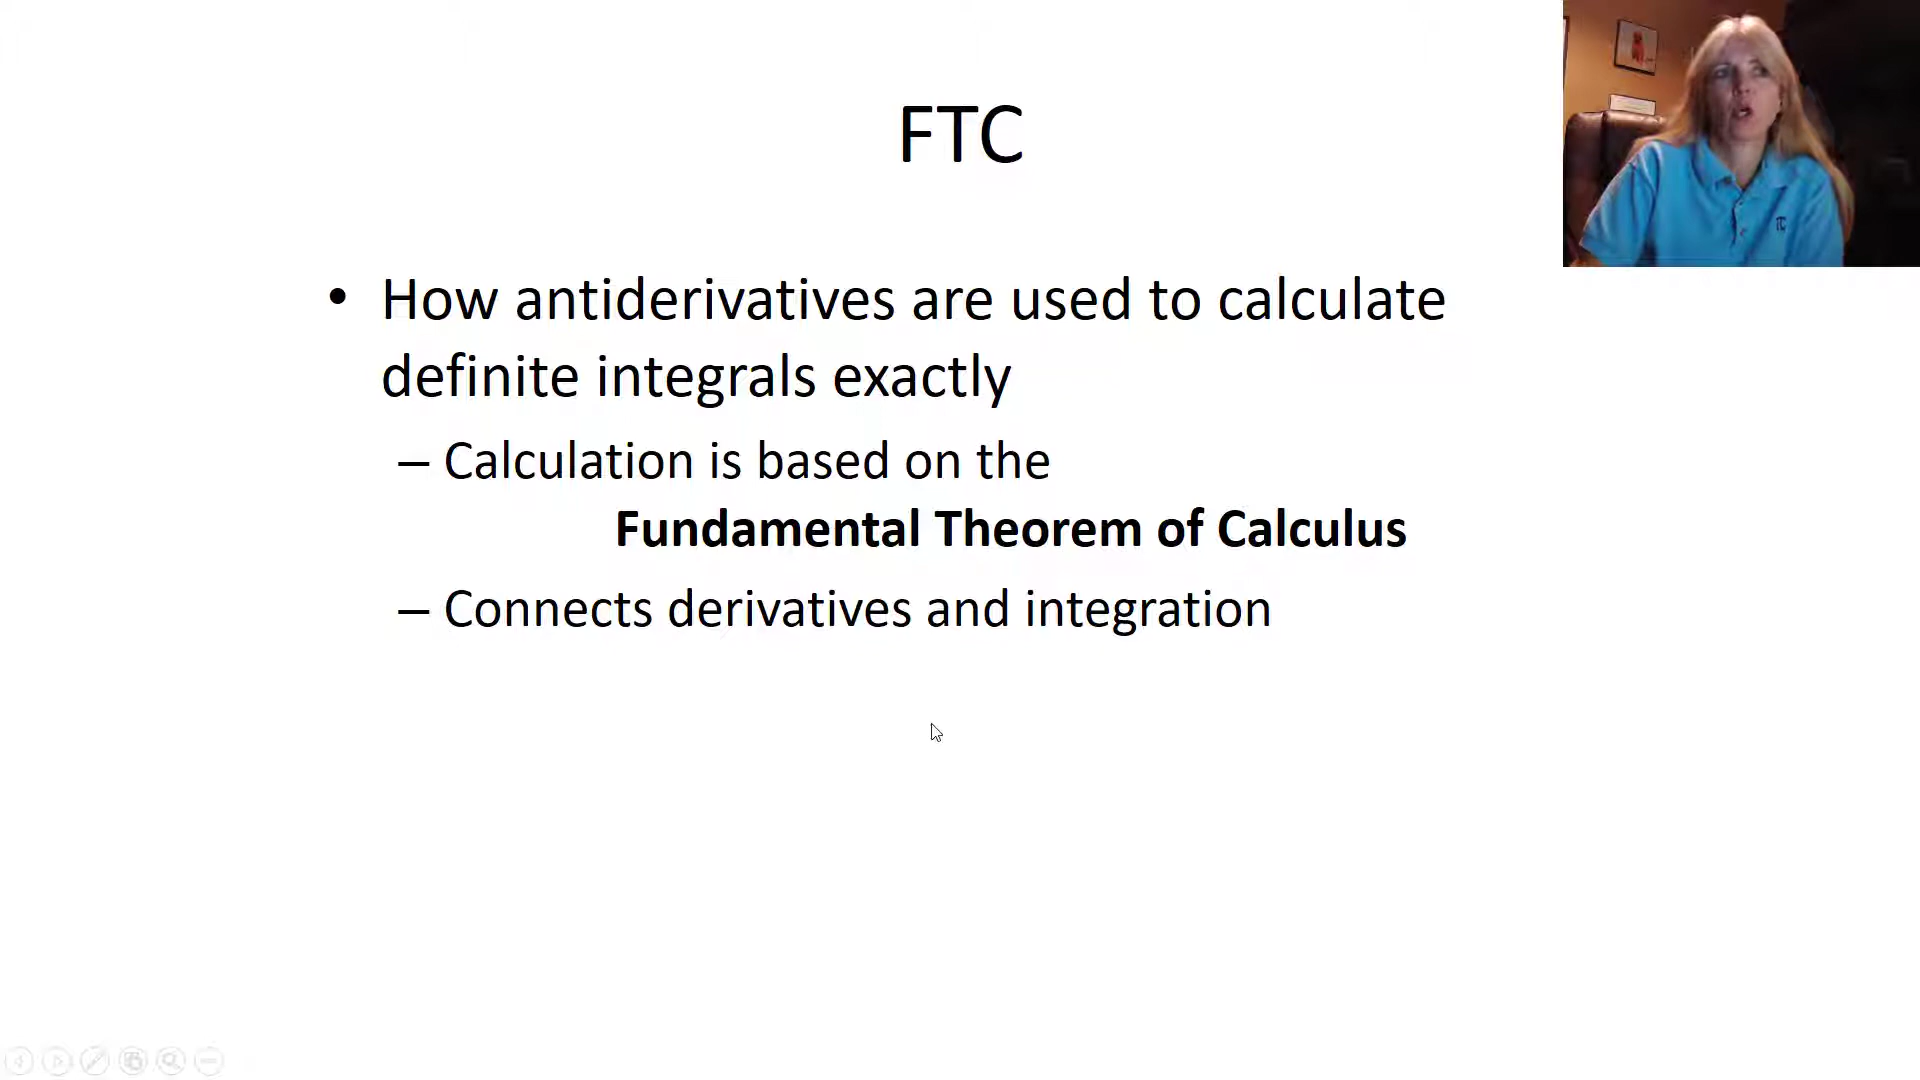 FTC
• How antiderivatives are used to calculate
definite integrals exactly
– Calculation is based on the
Fundamental Theorem of Calculus
– Connects derivatives and integration
π